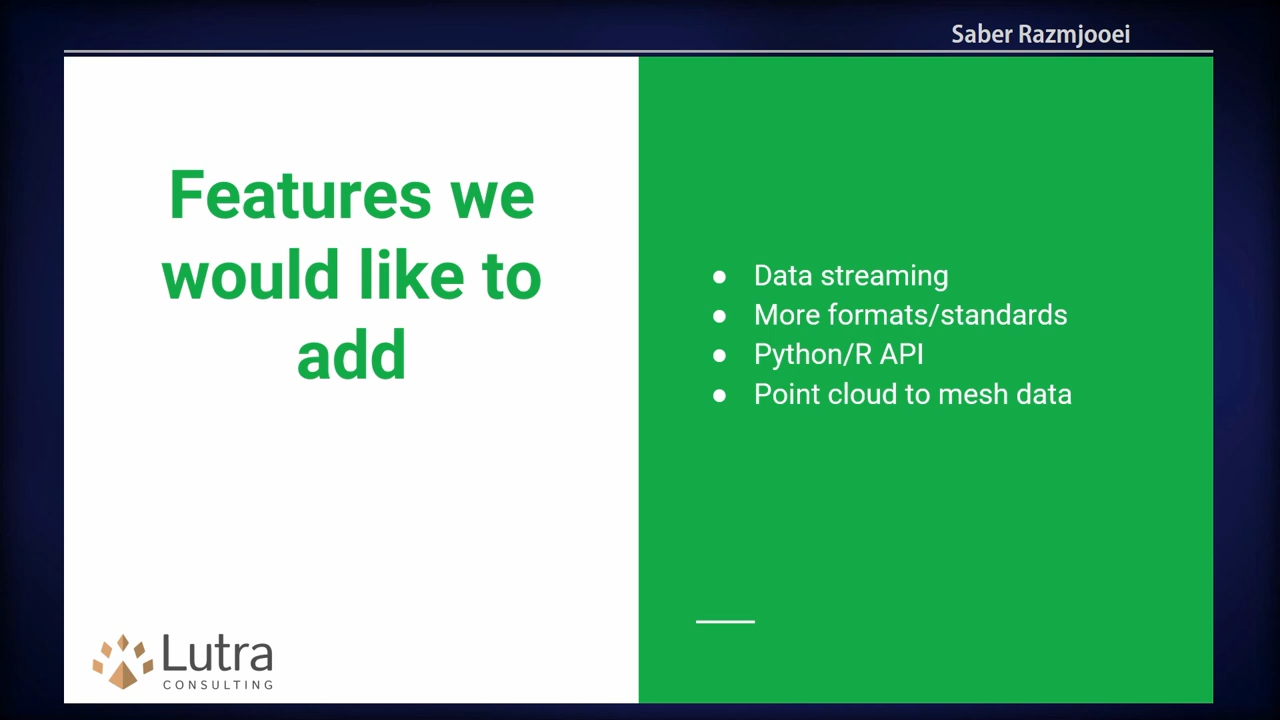 Saber Razmjooei
Features we
would like to
add
● Data streaming
● More formats/standards
● Python/R API
● Point cloud to mesh data
Lutra
CONSULTING